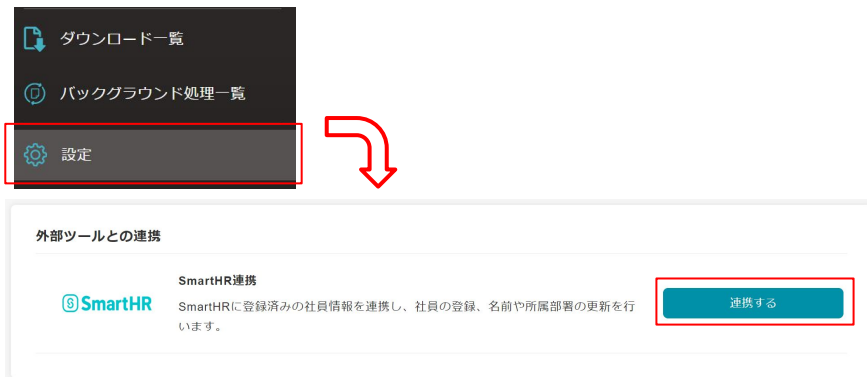 ダウンロード一覧
バックグラウンド処理一覧
設定
外部ツールとの連携
SmartHR連携
SmartHR
SmartHRに登録済みの社員情報を連携し、社員の登録、名前や所属部署の更新を行
います。
連携する